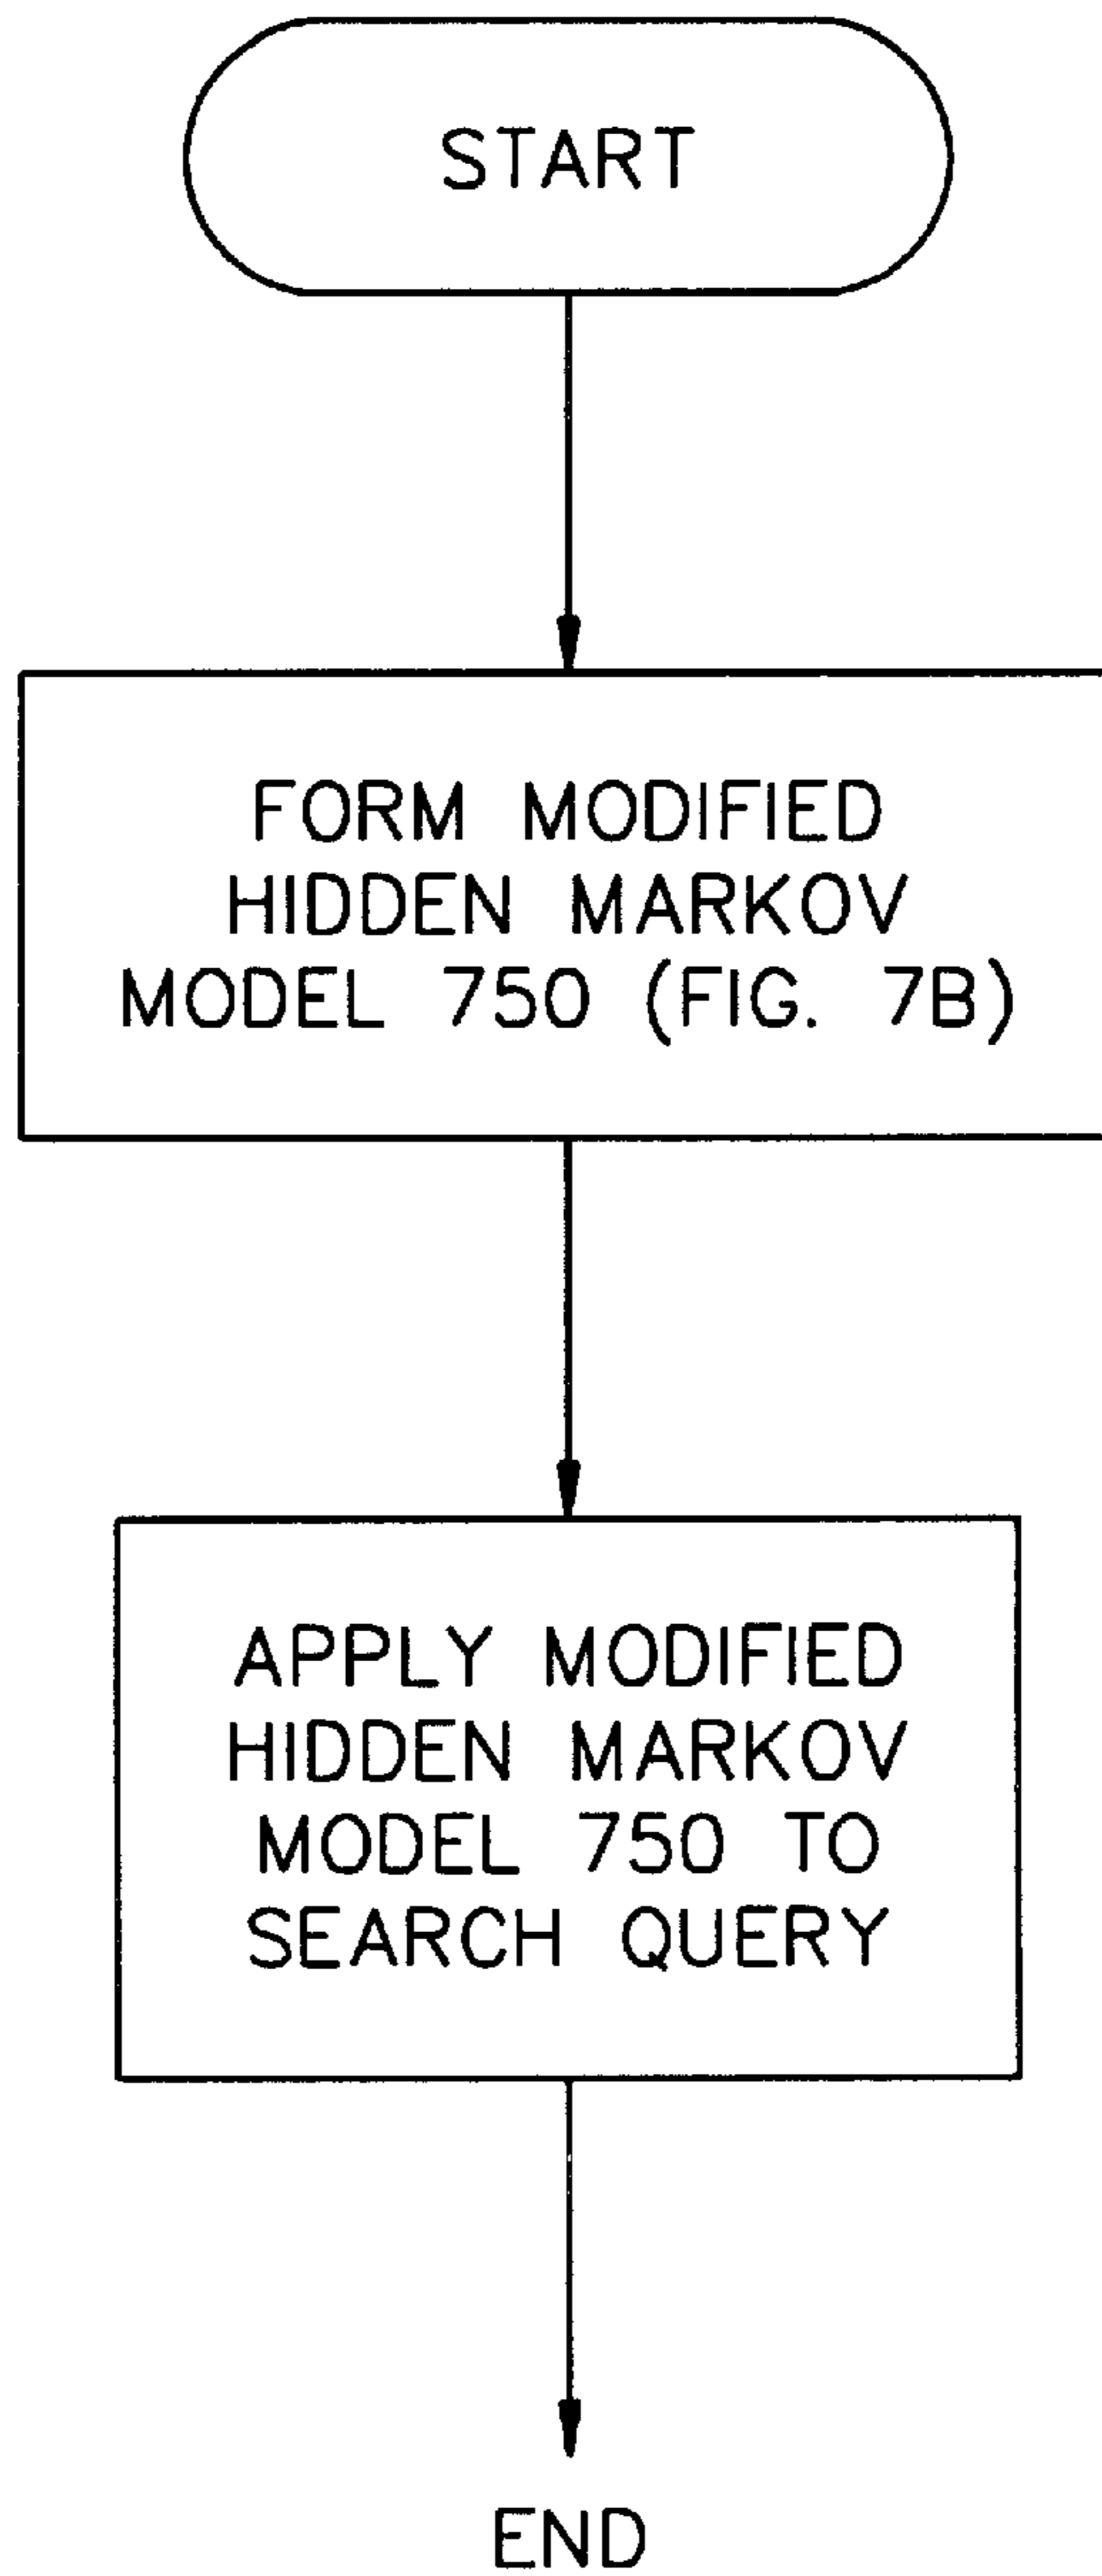 START
FORM MODIFIED
HIDDEN MARKOV
MODEL 750 (FIG. 7B)
APPLY MODIFIED
HIDDEN MARKOV
MODEL 750 TO
SEARCH QUERY
END